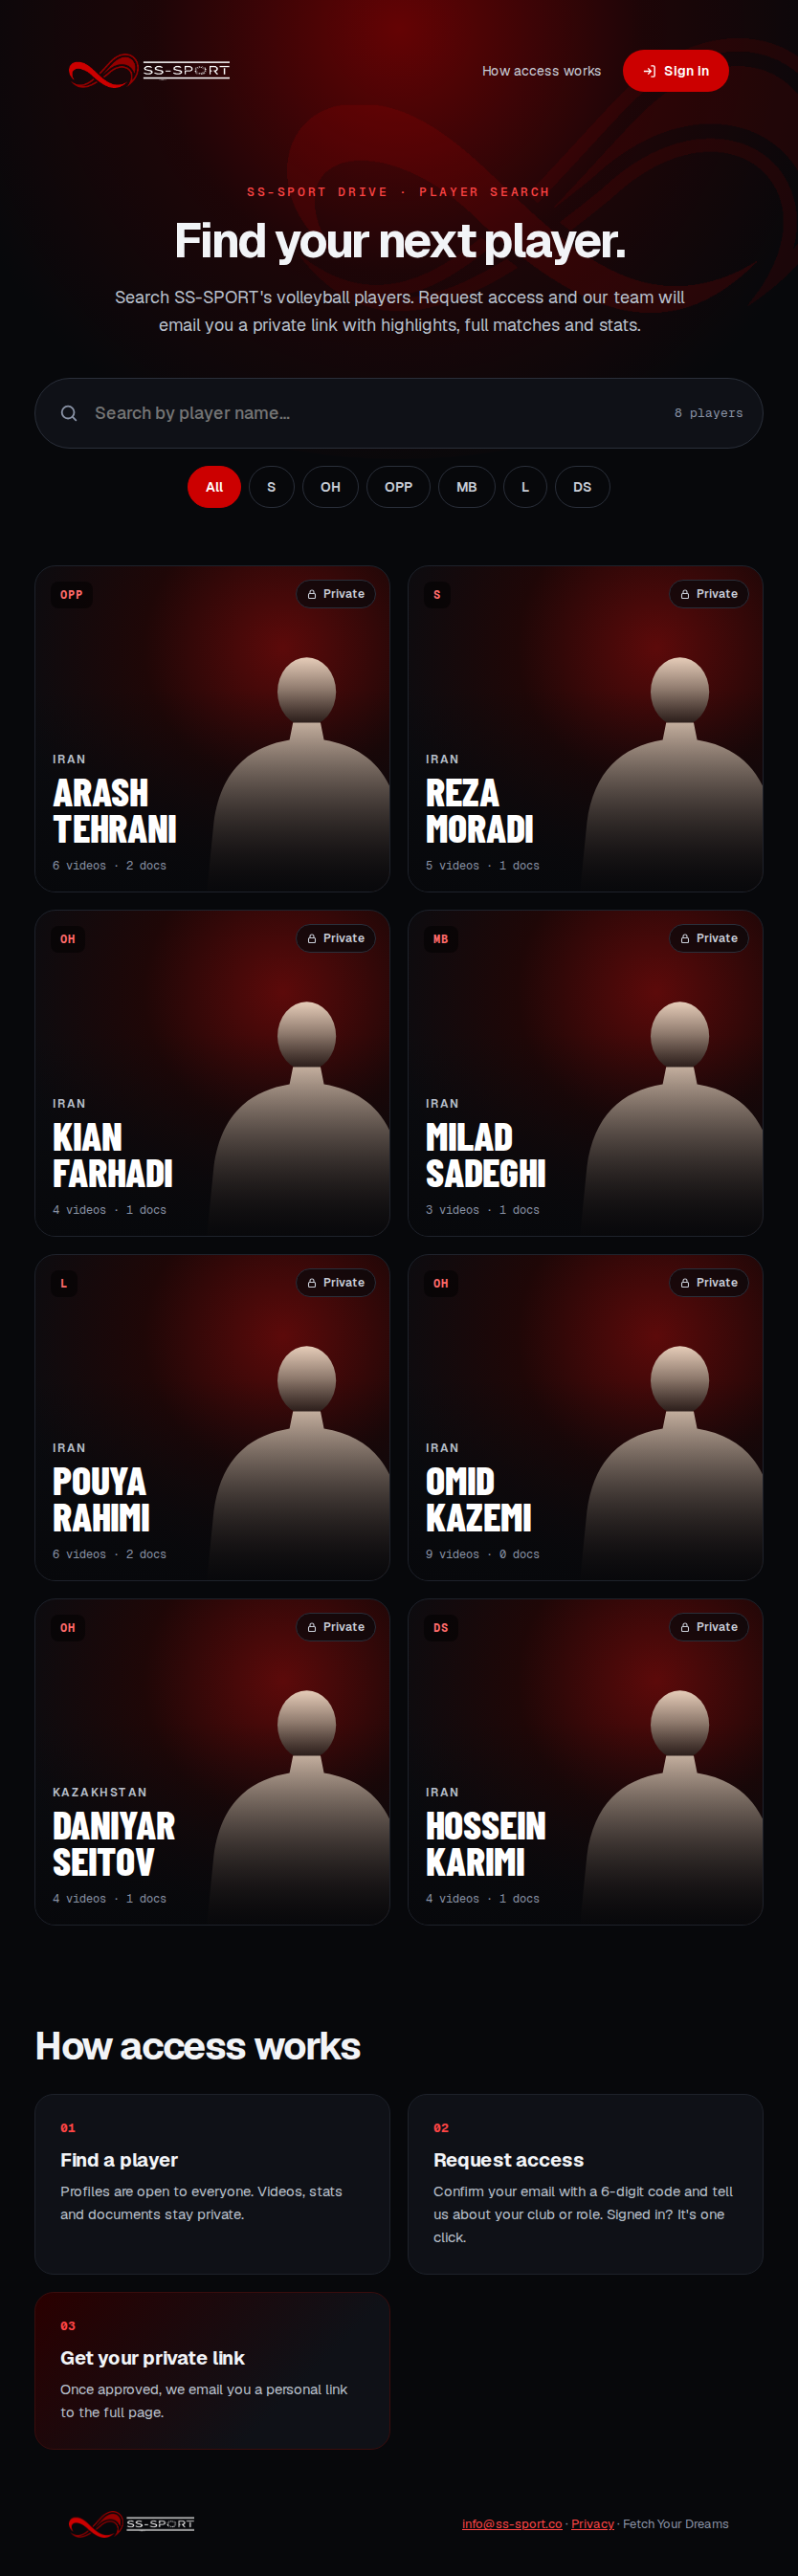 SS-SPORT
How access works
Sign in
SS-SPORT DRIVE · PLAYER SEARCH
Find your next player.
Search SS-SPORT's volleyball players. Request access and our team will
email you a private link with highlights, full matches and stats.
Search by player name...
8 players
All
S
OH
OPP
MB
L
DS
OPP
Private
IRAN
ARASH
TEHRANI
6 videos · 2 docs
S
Private
IRAN
REZA
MORADI
5 videos · 1 docs
OH
Private
IRAN
KIAN
FARHADI
4 videos · 1 docs
MB
Private
IRAN
MILAD
SADEGHI
3 videos · 1 docs
L
Private
IRAN
POUYA
RAHIMI
6 videos · 2 docs
OH
Private
IRAN
OMID
KAZEMI
9 videos · 0 docs
OH
Private
KAZAKHSTAN
DANIYAR
SEITOV
4 videos · 1 docs
DS
Private
IRAN
HOSSEIN
KARIMI
4 videos · 1 docs
How access works
01
Find a player
Profiles are open to everyone. Videos, stats
and documents stay private.
02
Request access
Confirm your email with a 6-digit code and tell
us about your club or role. Signed in? It's one
click.
03
Get your private link
Once approved, we email you a personal link
to the full page.
SS-SPORT
info@ss-sport.co · Privacy · Fetch Your Dreams